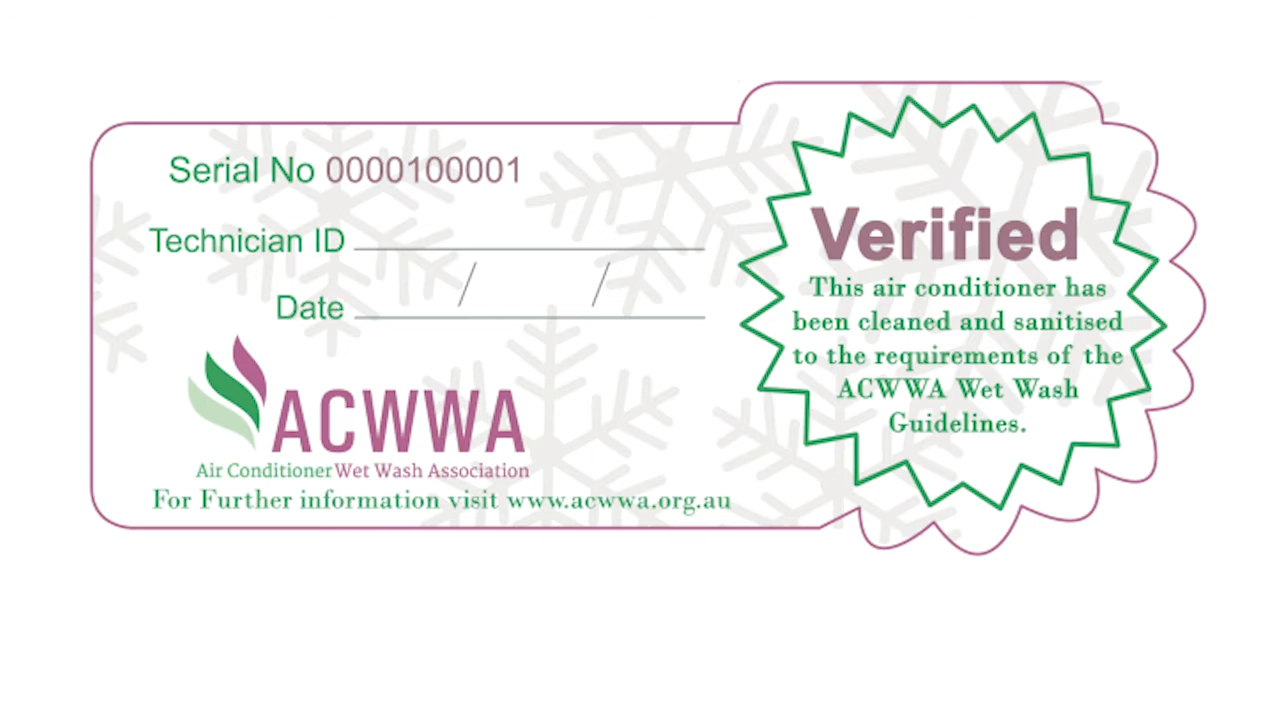 Serial No 0000100001
Technician ID
Date / /
ACWWA
Air Conditioner Wet Wash Association
For Further information visit www.acwwa.org.au
Verified
This air conditioner has
been cleaned and sanitised
to the requirements of the
ACWWA Wet Wash
Guidelines.